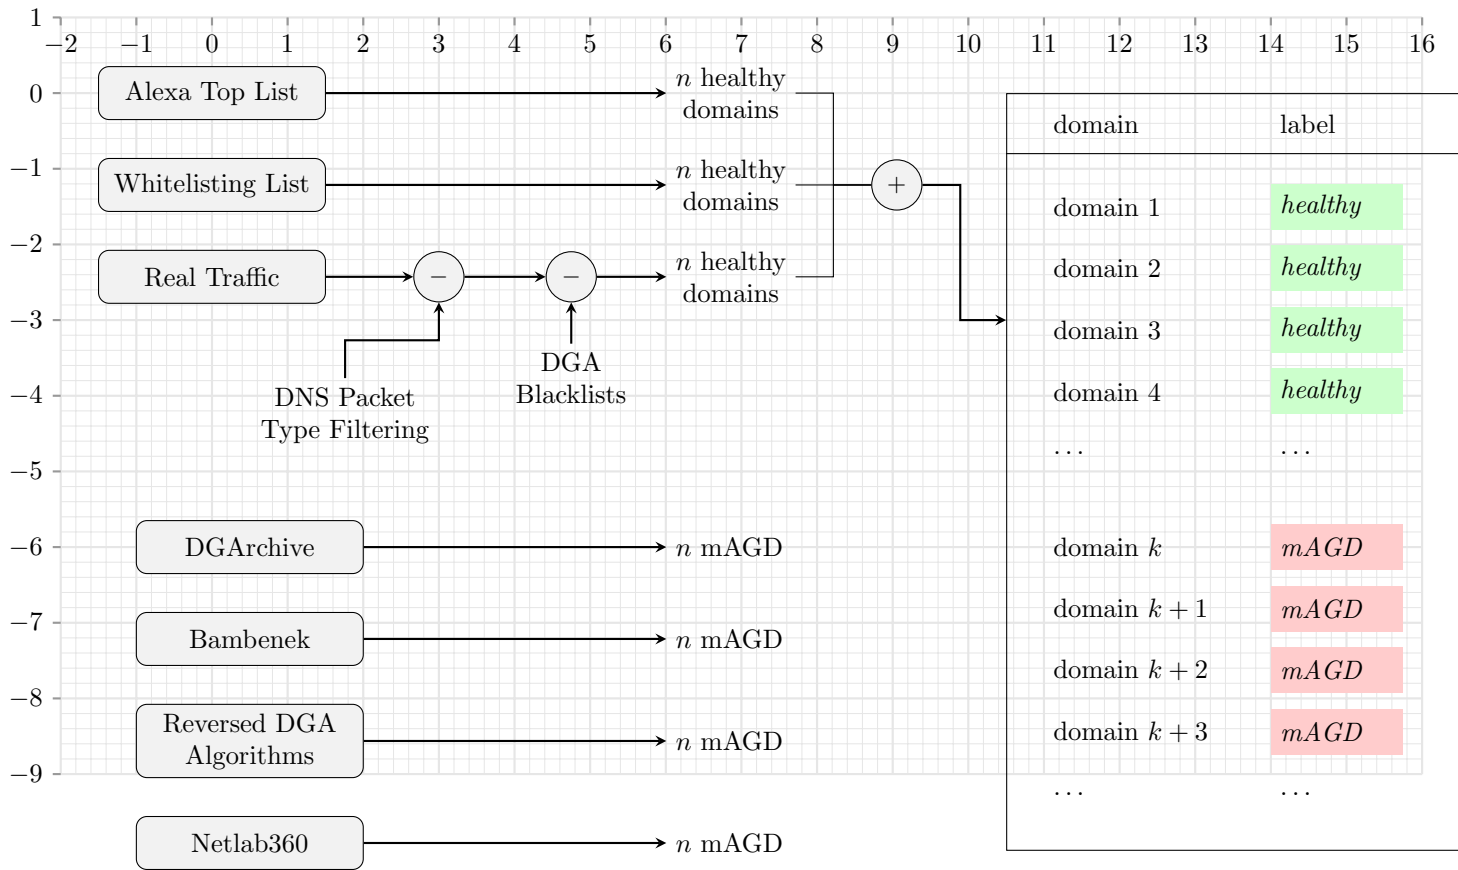 1
−2 −1 0 1 2 3 4 5 6 7 8 9 10 11 12 13 14 15 16
0
−1
−2
−3
−4
−5
−6
−7
−8
−9
Alexa Top List
n healthy
domains
Whitelisting List
n healthy
domains
+
Real Traffic
−
−
n healthy
domains
DNS Packet
Type Filtering
DGA
Blacklists
DGArchive
n mAGD
Bambenek
n mAGD
Reversed DGA
Algorithms
n mAGD
Netlab360
n mAGD
domain label
domain 1 healthy
domain 2 healthy
domain 3 healthy
domain 4 healthy
... ...
domain k mAGD
domain k + 1 mAGD
domain k + 2 mAGD
domain k + 3 mAGD
... ...